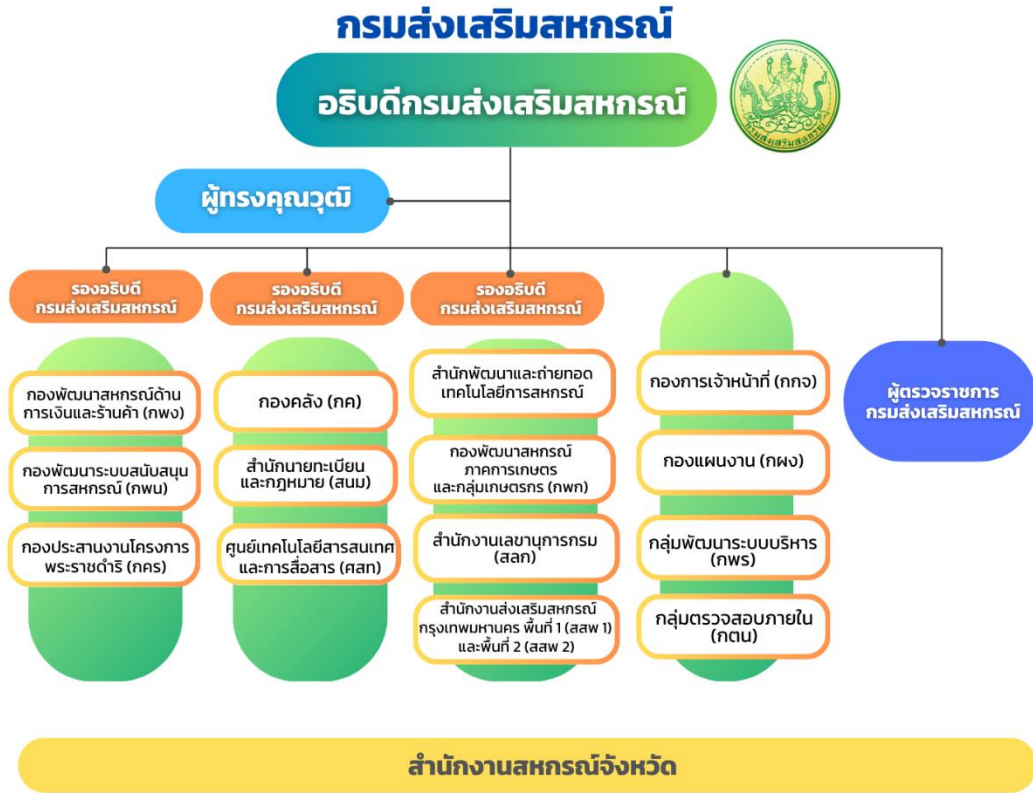 กรมส่งเสริมสหกรณ์
อธิบดีกรมส่งเสริมสหกรณ์
กรมส่งเสริมสหกรณ์
ผู้ทรงคุณวุฒิ
รองอธิบดี
กรมส่งเสริมสหกรณ์
กองพัฒนาสหกรณ์ด้าน
การเงินและร้านค้า (กพง)
กองพัฒนาระบบสนับสนุน
การสหกรณ์ (กพน)
กองประสานงานโครงการ
พระราชดำริ (กคร)
รองอธิบดี
กรมส่งเสริมสหกรณ์
กองคลัง (กค)
สำนักนายทะเบียน
และกฎหมาย (สนม)
ศูนย์เทคโนโลยีสารสนเทศ
และการสื่อสาร (ศสท)
รองอธิบดี
กรมส่งเสริมสหกรณ์
สำนักพัฒนาและถ่ายทอด
เทคโนโลยีการสหกรณ์
กองพัฒนาสหกรณ์
ภาคการเกษตร
และกลุ่มเกษตรกร (กพก)
สำนักงานเลขานุการกรม
(สลก)
สำนักงานส่งเสริมสหกรณ์
กรุงเทพมหานคร พื้นที่ 1 (สสพ 1)
และพื้นที่ 2 (สสพ 2)
กองการเจ้าหน้าที่ (กกจ)
กองแผนงาน (กผง)
กลุ่มพัฒนาระบบบริหาร
(กพร)
กลุ่มตรวจสอบภายใน
(กตน)
ผู้ตรวจราชการ
กรมส่งเสริมสหกรณ์
สำนักงานสหกรณ์จังหวัด